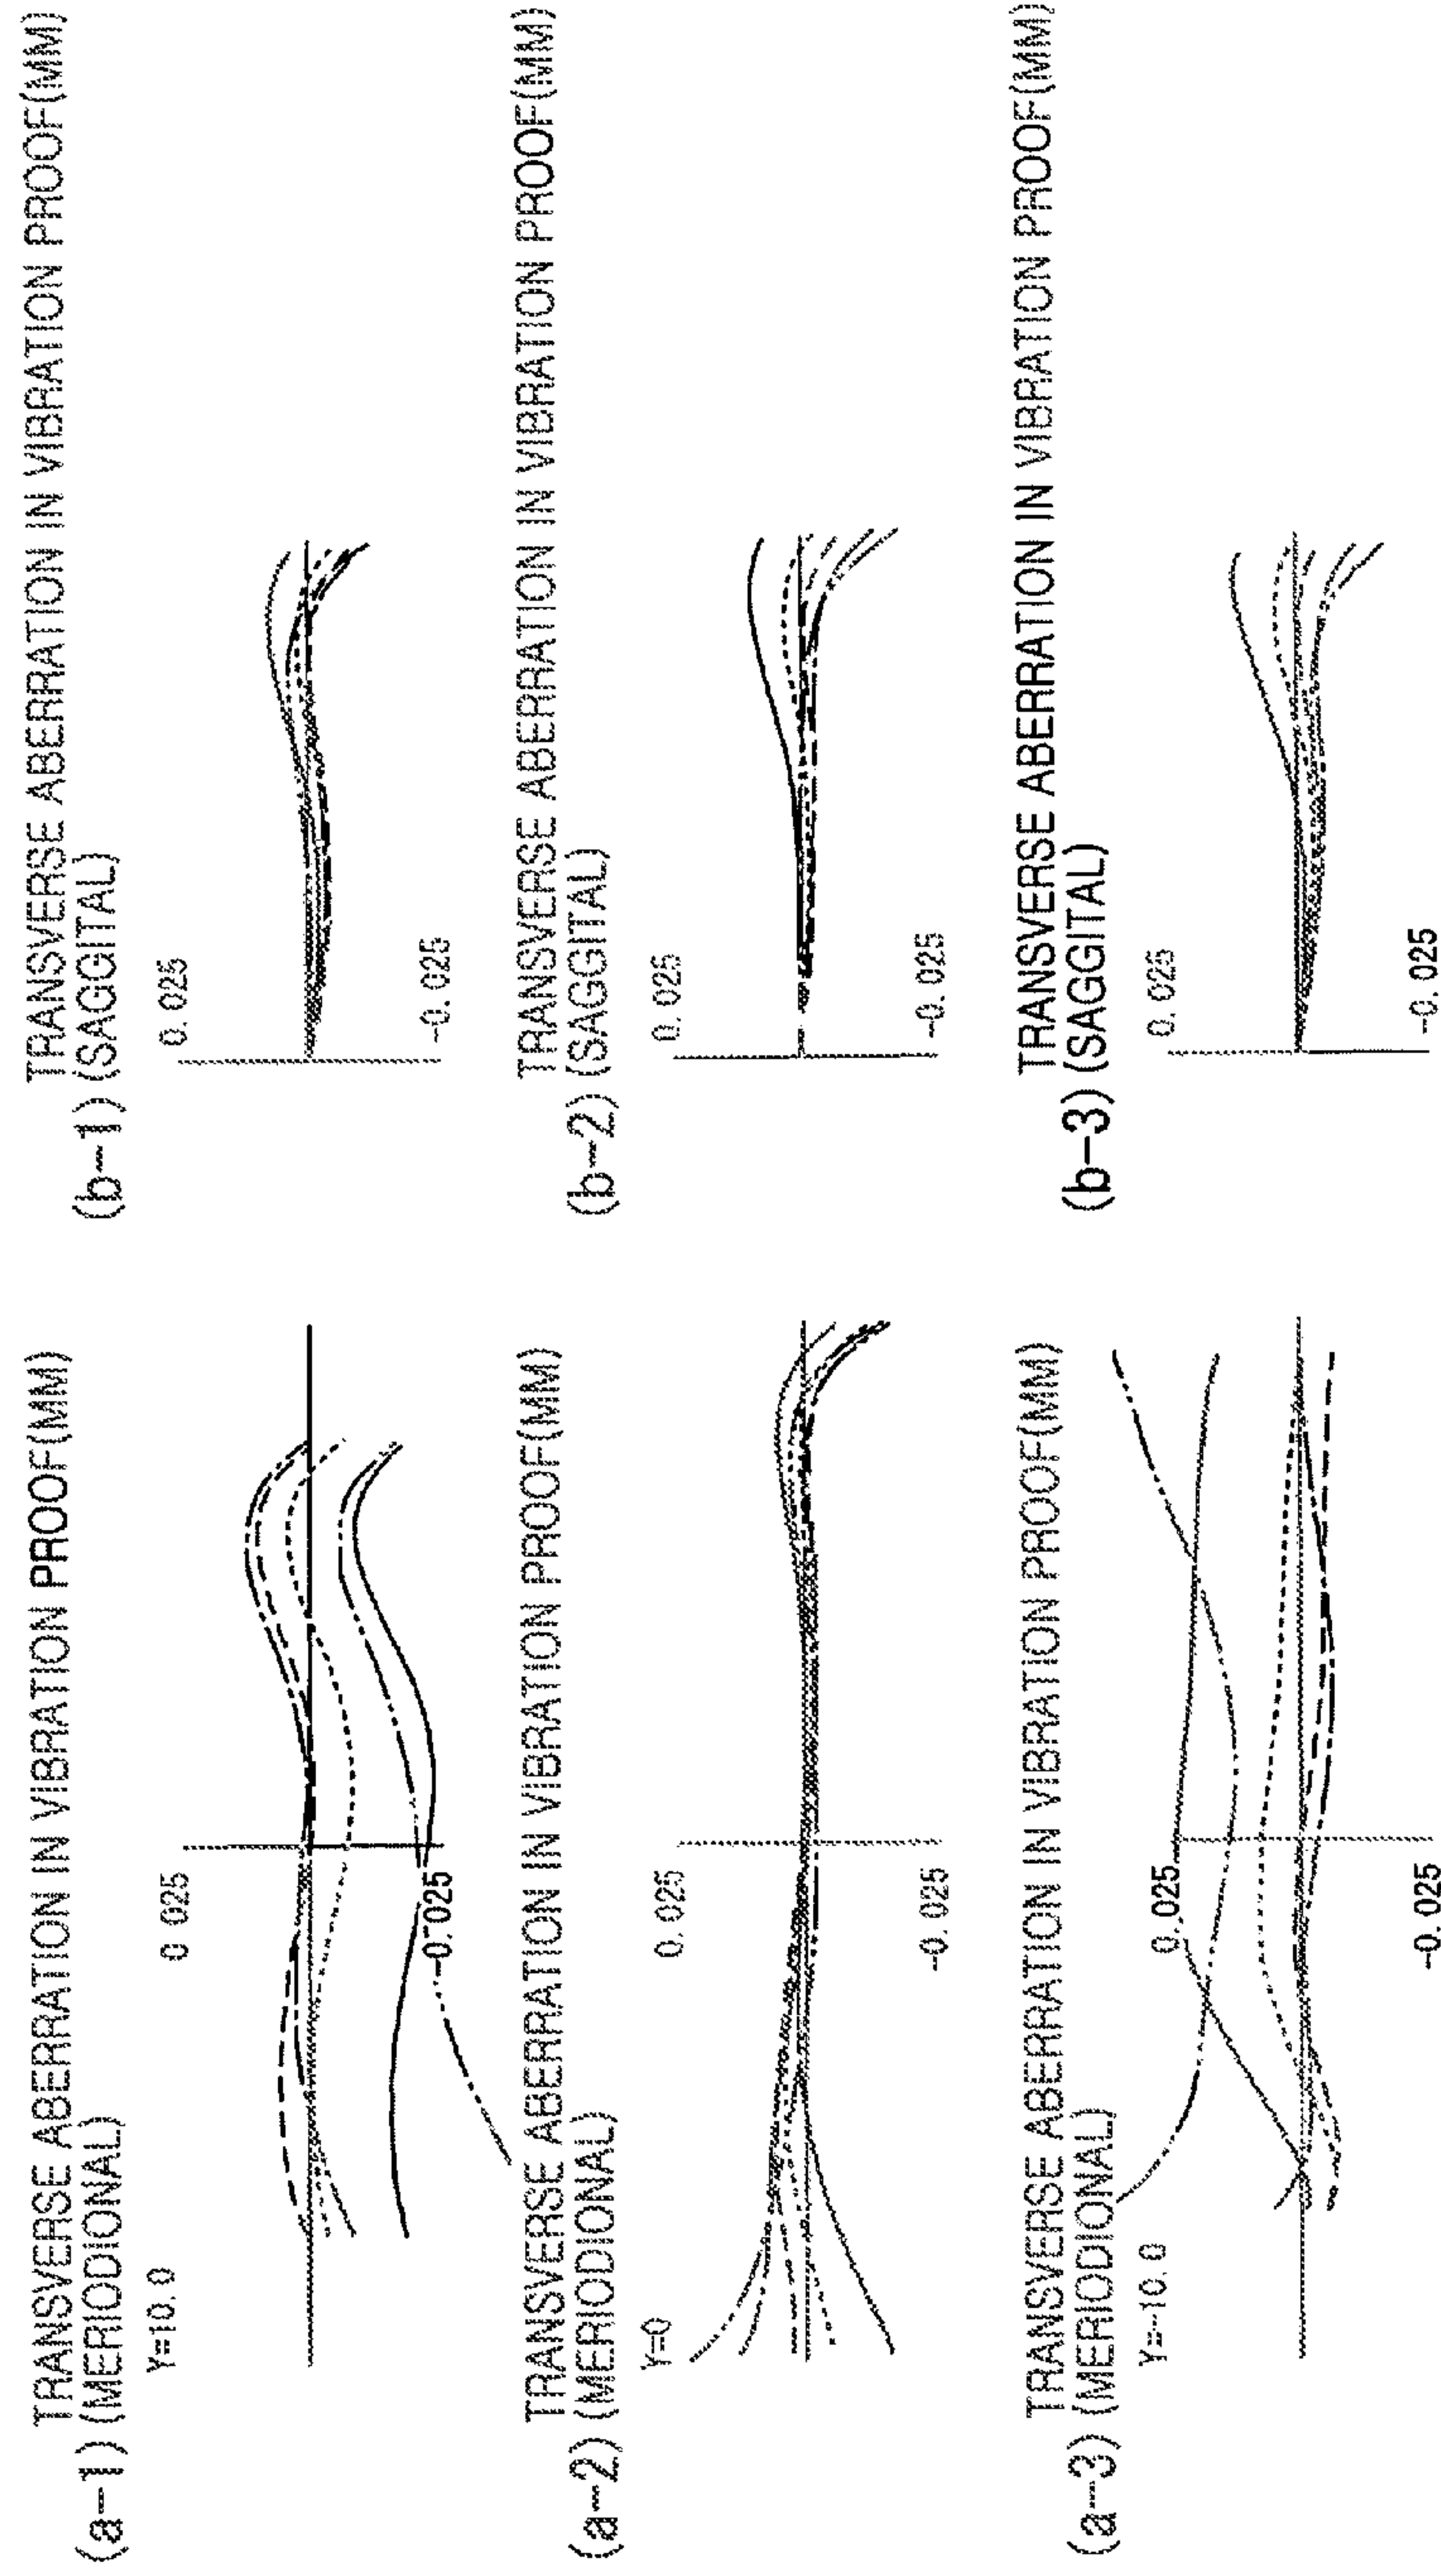 TRANSVERSE ABERRATION IN VIBRATION PROOF(MM)
(a-1) (MERIODIONAL)
Y=10.0
0 025
-0.025
TRANSVERSE ABERRATION IN VIBRATION PROOF(MM)
(b-1) (SAGGITAL)
0.025
-0.025
TRANSVERSE ABERRATION IN VIBRATION PROOF(MM)
(a-2) (MERIODIONAL)
Y=0
0.025
-0.025
TRANSVERSE ABERRATION IN VIBRATION PROOF(MM)
(b-2) (SAGGITAL)
0.025
-0.025
TRANSVERSE ABERRATION IN VIBRATION PROOF(MM)
(a-3) (MERIODIONAL)
Y=-10.0
0.025
-0.025
TRANSVERSE ABERRATION IN VIBRATION PROOF(MM)
(b-3) (SAGGITAL)
0.025
-0.025